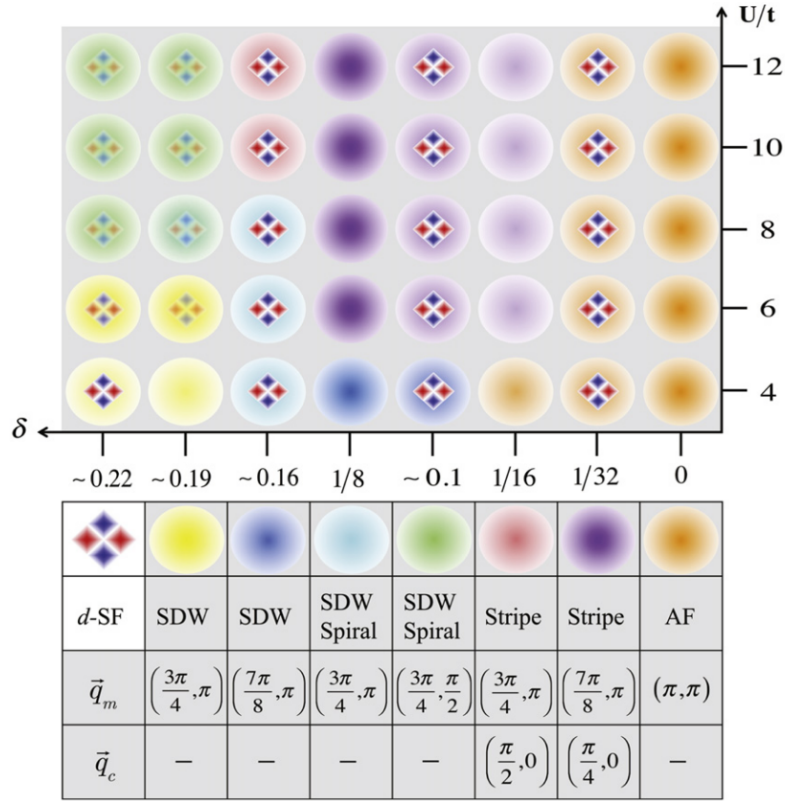 U/t
12
10
8
6
4
δ
~0.22 ~0.19 ~0.16 1/8 ~0.1 1/16 1/32 0
d-SF SDW SDW SDW Spiral SDW Spiral Stripe Stripe AF
q⃗_m (3π/4,π) (7π/8,π) (3π/4,π) (3π/4,π/2) (3π/4,π) (7π/8,π) (π,π)
q⃗_c – – – – (π/2,0) (π/4,0) –